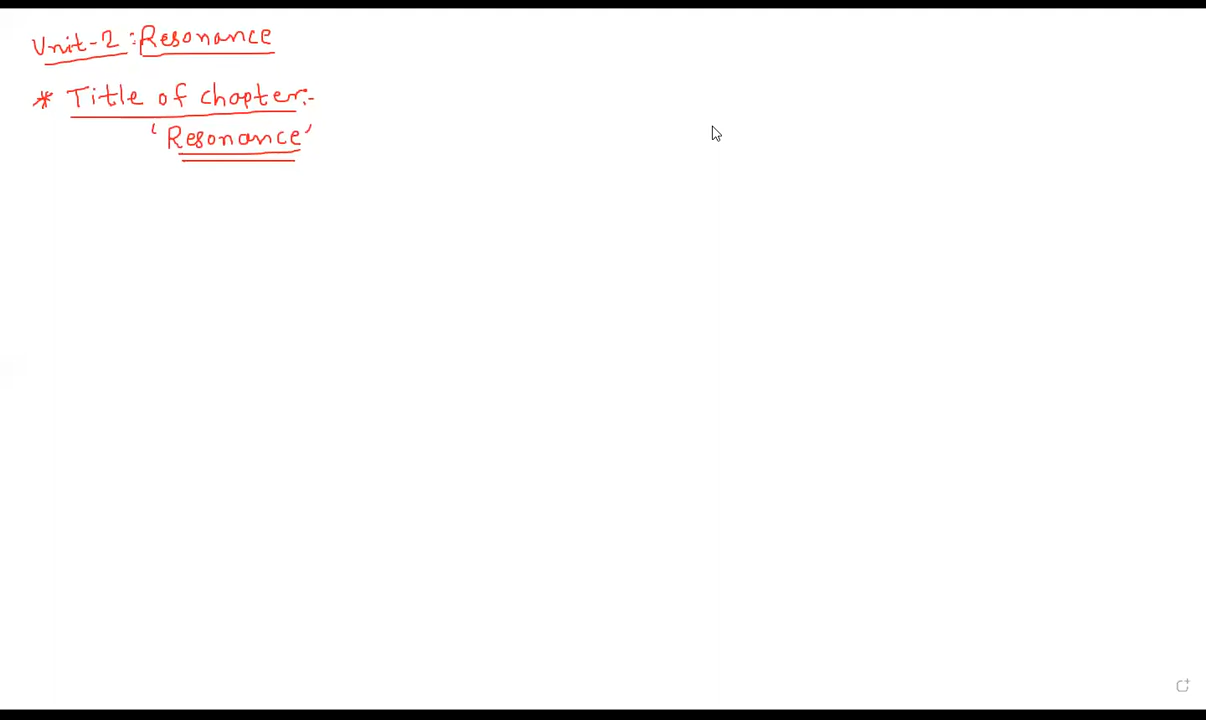 Unit-2 : Resonance
* Title of chapter:-
'Resonance'